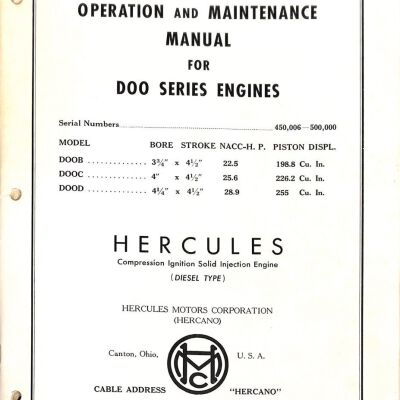 OPERATION AND MAINTENANCE
MANUAL
FOR
DOO SERIES ENGINES
Serial Numbers 450,006—500,000
MODEL BORE STROKE NACC-H. P. PISTON DISPL.
DOOB 3¾" x 4½" 22.5 198.8 Cu. In.
DOOC 4" x 4½" 25.6 226.2 Cu. In.
DOOD 4¼" x 4½" 28.9 255 Cu. In.
HERCULES
Compression Ignition Solid Injection Engine
(DIESEL TYPE)
HERCULES MOTORS CORPORATION
(HERCANO)
Canton, Ohio, U. S. A.
HMC
CABLE ADDRESS "HERCANO"